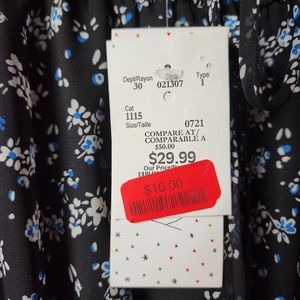 Dept/Rayon Style Type
30 021307 1
Cat
1115
Size/Taille 0721
COMPARE AT/
COMPARABLE A
$50.00
$29.99
Our Price/
$16.00